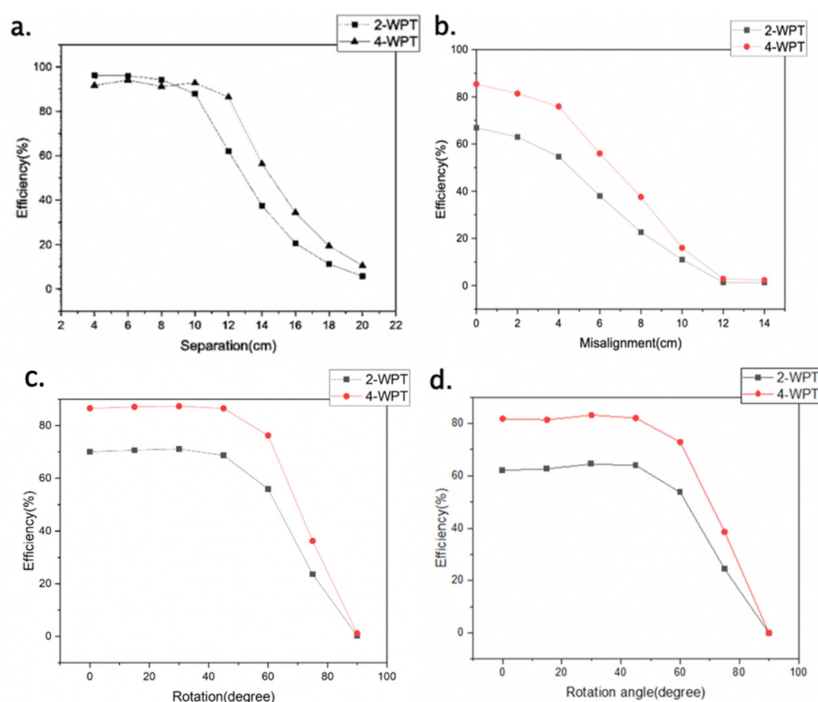 a.
2-WPT
4-WPT
100
80
60
40
20
0
Efficiency(%)
2 4 6 8 10 12 14 16 18 20 22
Separation(cm)
b.
2-WPT
4-WPT
100
80
60
40
20
0
Efficiency(%)
0 2 4 6 8 10 12 14
Misalignment(cm)
c.
2-WPT
4-WPT
80
60
40
20
0
Efficiency(%)
0 20 40 60 80 100
Rotation(degree)
d.
2-WPT
4-WPT
80
60
40
20
0
Efficiency(%)
0 20 40 60 80 100
Rotation angle(degree)